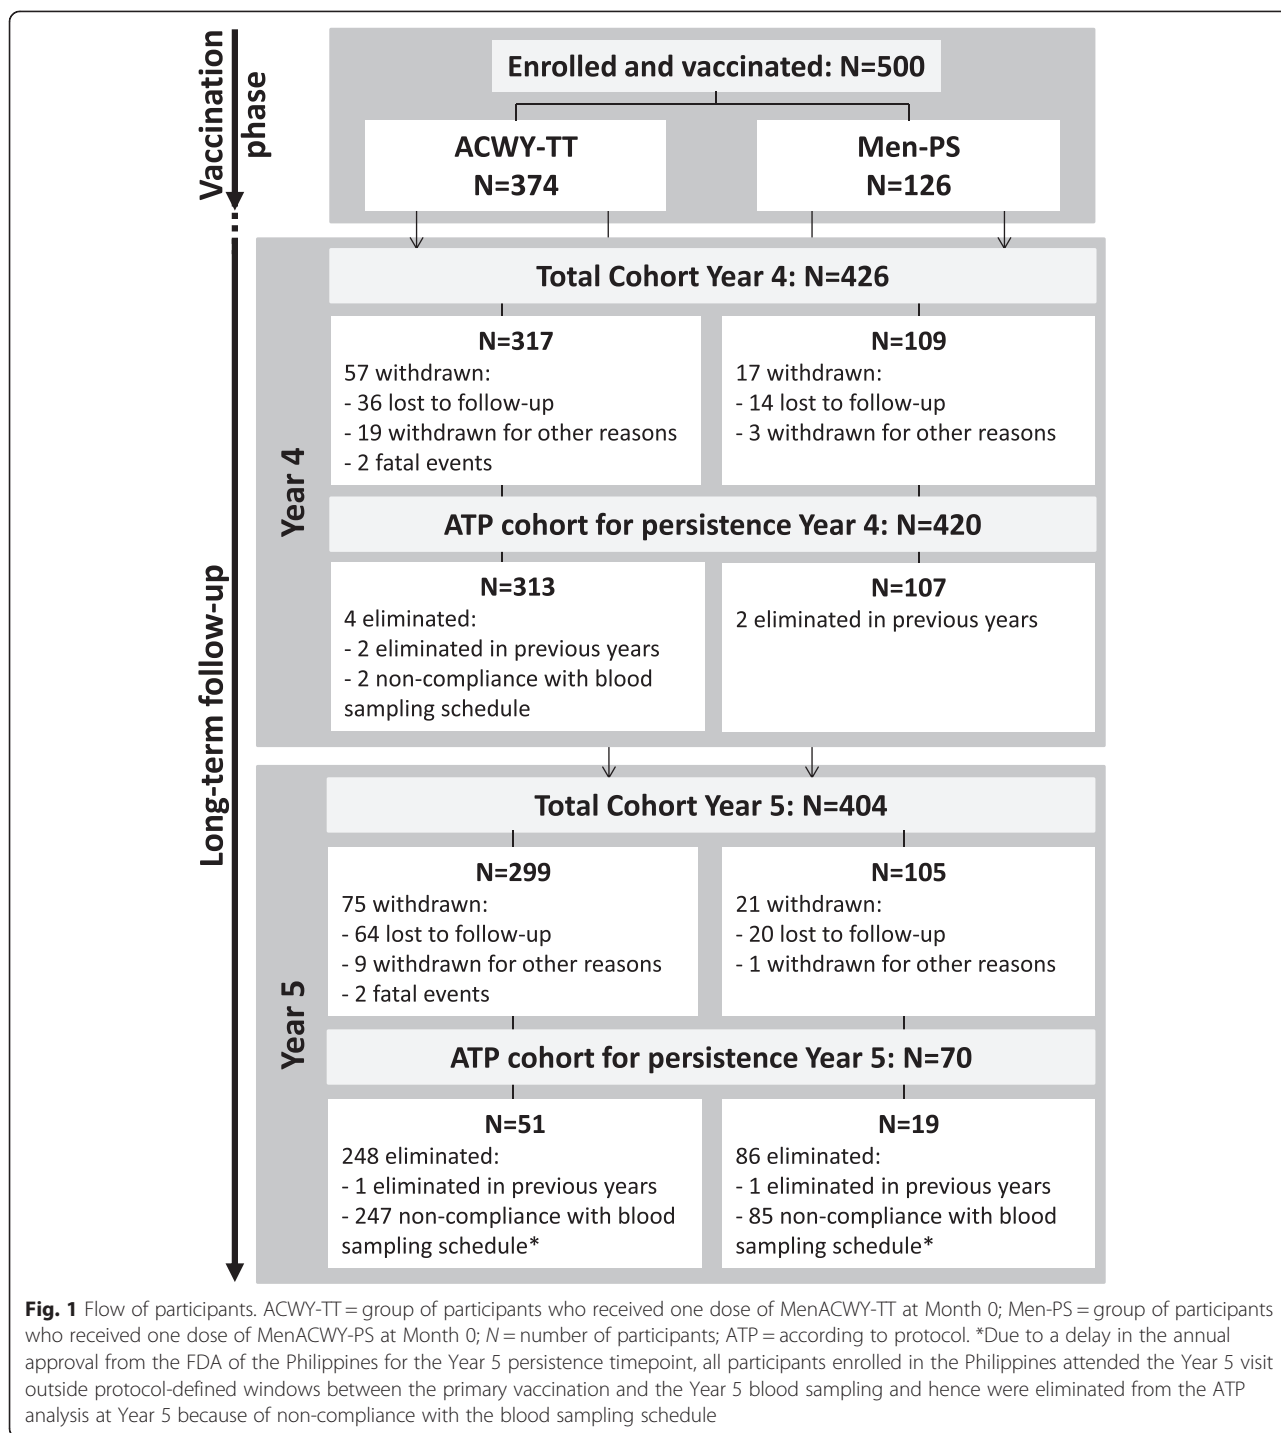 Vaccination
phase
Enrolled and vaccinated: N=500
ACWY-TT
N=374
Men-PS
N=126
Long-term follow-up
Year 4
Total Cohort Year 4: N=426
N=317
57 withdrawn:
- 36 lost to follow-up
- 19 withdrawn for other reasons
- 2 fatal events
N=109
17 withdrawn:
- 14 lost to follow-up
- 3 withdrawn for other reasons
ATP cohort for persistence Year 4: N=420
N=313
4 eliminated:
- 2 eliminated in previous years
- 2 non-compliance with blood
sampling schedule
N=107
2 eliminated in previous years
Year 5
Total Cohort Year 5: N=404
N=299
75 withdrawn:
- 64 lost to follow-up
- 9 withdrawn for other reasons
- 2 fatal events
N=105
21 withdrawn:
- 20 lost to follow-up
- 1 withdrawn for other reasons
ATP cohort for persistence Year 5: N=70
N=51
248 eliminated:
- 1 eliminated in previous years
- 247 non-compliance with blood
sampling schedule*
N=19
86 eliminated:
- 1 eliminated in previous years
- 85 non-compliance with blood
sampling schedule*
Fig. 1 Flow of participants. ACWY-TT = group of participants who received one dose of MenACWY-TT at Month 0; Men-PS = group of participants
who received one dose of MenACWY-PS at Month 0; N = number of participants; ATP = according to protocol. *Due to a delay in the annual
approval from the FDA of the Philippines for the Year 5 persistence timepoint, all participants enrolled in the Philippines attended the Year 5 visit
outside protocol-defined windows between the primary vaccination and the Year 5 blood sampling and hence were eliminated from the ATP
analysis at Year 5 because of non-compliance with the blood sampling schedule